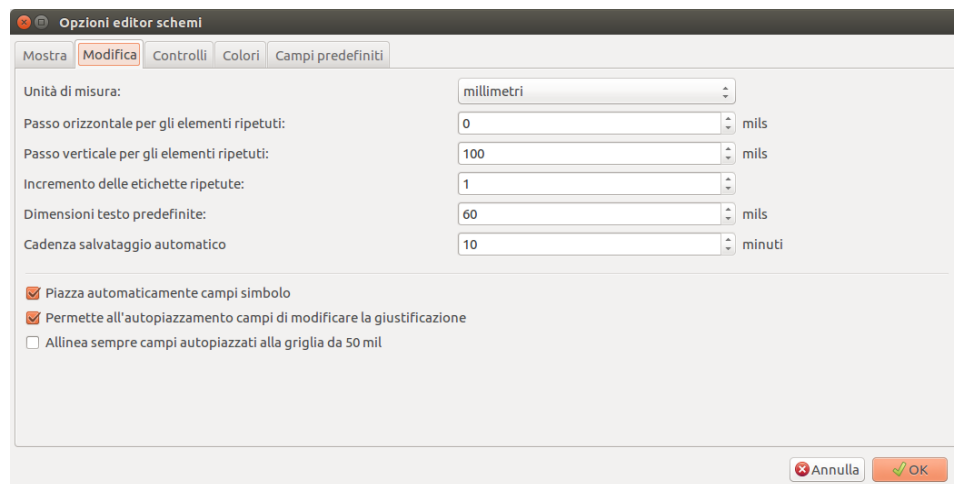 Opzioni editor schemi
Mostra Modifica Controlli Colori Campi predefiniti
Unità di misura: millimetri
Passo orizzontale per gli elementi ripetuti: 0 mils
Passo verticale per gli elementi ripetuti: 100 mils
Incremento delle etichette ripetute: 1
Dimensioni testo predefinite: 60 mils
Cadenza salvataggio automatico 10 minuti
Piazza automaticamente campi simbolo
Permette all'autopiazzamento campi di modificare la giustificazione
Allinea sempre campi autopiazzati alla griglia da 50 mil
Annulla OK